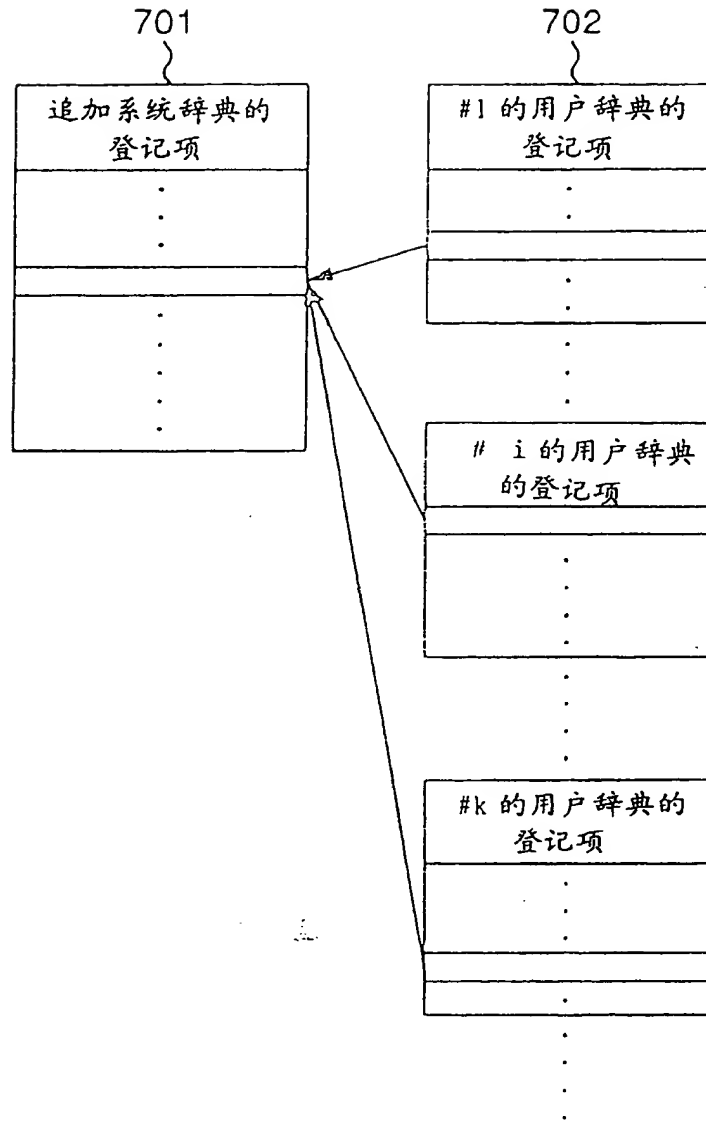 701
702
追加系统辞典的
登记项
#1 的用户辞典的
登记项
# i 的用户辞典
的登记项
#k 的用户辞典的
登记项